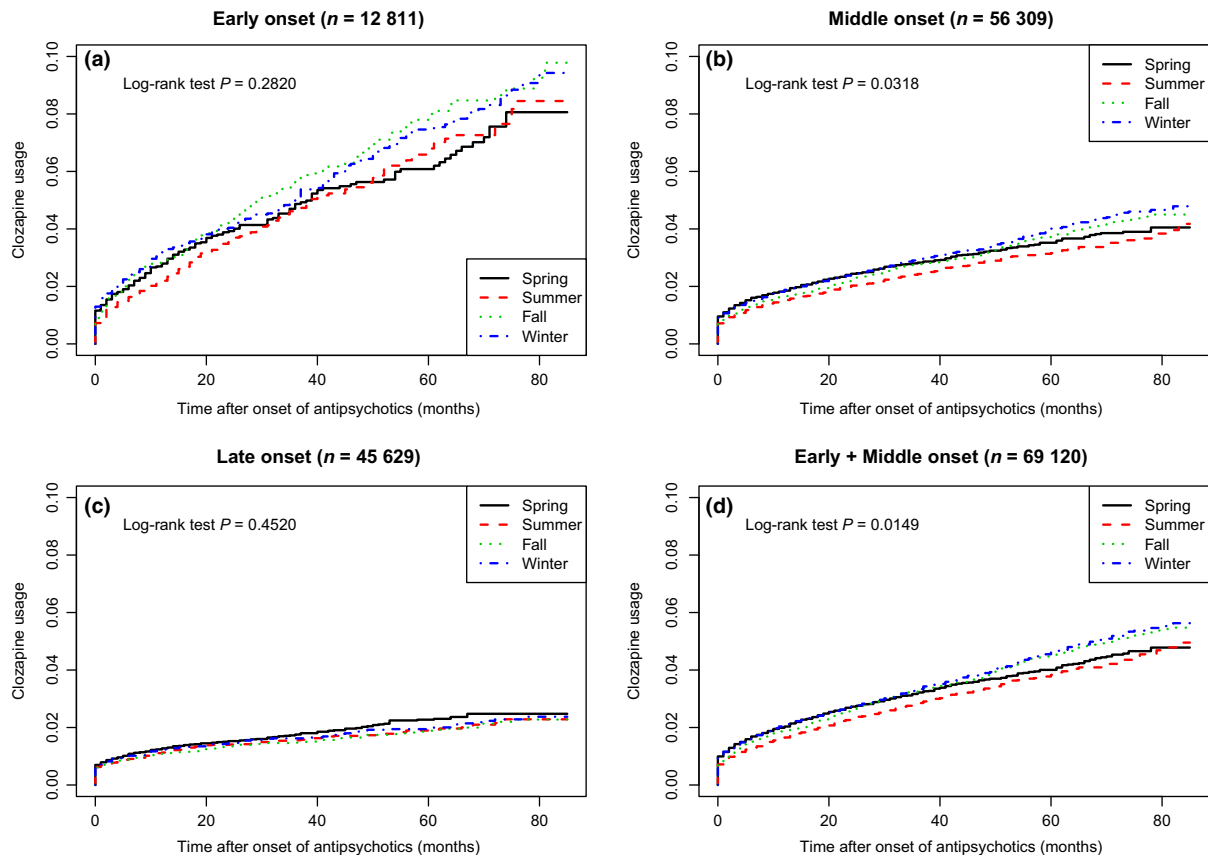 Early onset (n = 12 811)
(a)
Log-rank test P = 0.2820
Clozapine usage
0.00 0.02 0.04 0.06 0.08 0.10
Spring
Summer
Fall
Winter
0 20 40 60 80
Time after onset of antipsychotics (months)
Middle onset (n = 56 309)
(b)
Log-rank test P = 0.0318
Clozapine usage
0.00 0.02 0.04 0.06 0.08 0.10
Spring
Summer
Fall
Winter
0 20 40 60 80
Time after onset of antipsychotics (months)
Late onset (n = 45 629)
(c)
Log-rank test P = 0.4520
Clozapine usage
0.00 0.02 0.04 0.06 0.08 0.10
Spring
Summer
Fall
Winter
0 20 40 60 80
Time after onset of antipsychotics (months)
Early + Middle onset (n = 69 120)
(d)
Log-rank test P = 0.0149
Clozapine usage
0.00 0.02 0.04 0.06 0.08 0.10
Spring
Summer
Fall
Winter
0 20 40 60 80
Time after onset of antipsychotics (months)